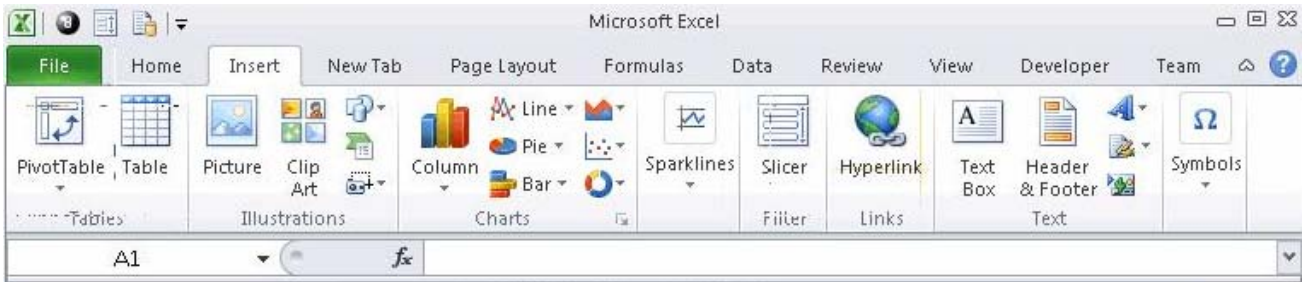 Microsoft Excel
File Home Insert New Tab Page Layout Formulas Data Review View Developer Team
PivotTable Table Picture Clip Art Column Line Pie Bar Sparklines Slicer Hyperlink Text Box Header & Footer A Ω Symbols
Tables Illustrations Charts Filter Links Text
A1 fx